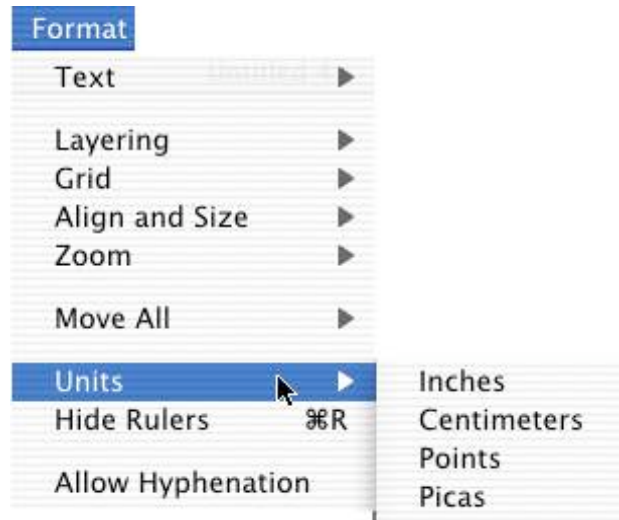 Format
Text
Layering
Grid
Align and Size
Zoom
Move All
Units
Hide Rulers ⌘R
Allow Hyphenation
Inches
Centimeters
Points
Picas